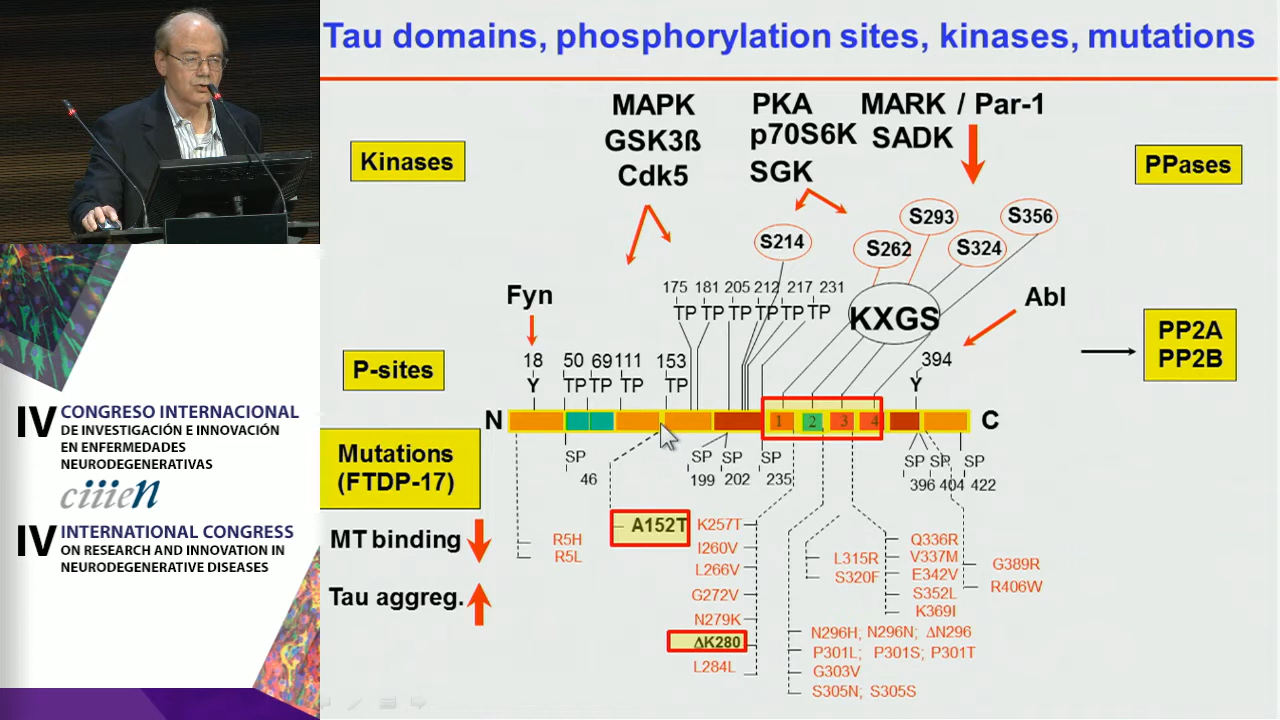 Tau domains, phosphorylation sites, kinases, mutations
MAPK
GSK3ß
Cdk5
PKA
p70S6K
SGK
MARK / Par-1
SADK
Kinases
PPases
S214
S262
S293
S324
S356
KXGS
Fyn
Abl
175 181 205 212 217 231
TP TP TP TP TP TP
PP2A
PP2B
P-sites
18 50 69 111 153 394
Y TP TP TP TP Y
N 1 2 3 4 C
SP SP SP SP SP SP SP
46 199 202 235 396 404 422
Mutations
(FTDP-17)
MT binding
Tau aggreg.
R5H
R5L
A152T
K257T
I260V
L266V
G272V
N279K
ΔK280
L284L
L315R
S320F
Q336R
V337M
E342V
S352L
K369I
G389R
R406W
N296H; N296N; ΔN296
P301L; P301S; P301T
G303V
S305N; S305S
IV CONGRESO INTERNACIONAL
DE INVESTIGACIÓN E INNOVACIÓN
EN ENFERMEDADES
NEURODEGENERATIVAS
ciiien
IV INTERNATIONAL CONGRESS
ON RESEARCH AND INNOVATION IN
NEURODEGENERATIVE DISEASES